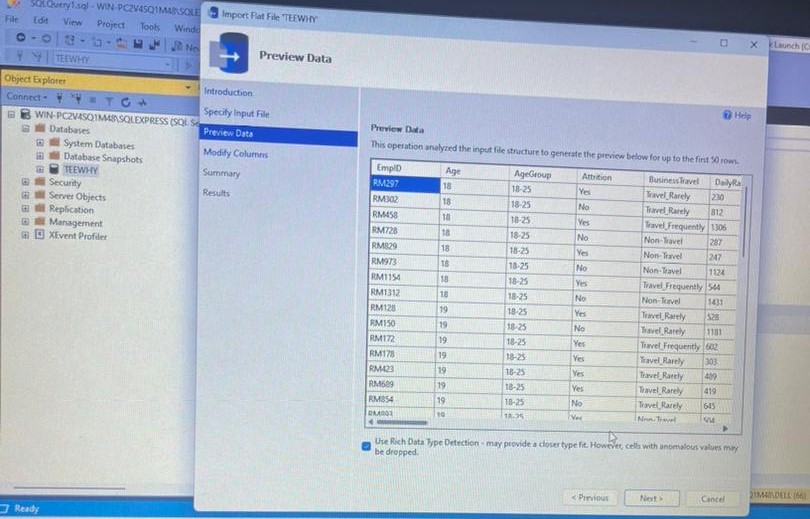 SQLQuery1.sql - WIN-PC2V4SQ1M48\SQLE
File Edit View Project Tools Windo
Ne
TEEWHY
Object Explorer
Connect
WIN-PC2V4SQ1M48\SQLEXPRESS (SQL Se
Databases
System Databases
Database Snapshots
TEEWHY
Security
Server Objects
Replication
Management
XEvent Profiler
Ready
Import Flat File 'TEEWHY'
Preview Data
Introduction
Specify Input File
Preview Data
Modify Columns
Summary
Results
Help
Preview Data
This operation analyzed the input file structure to generate the preview below for up to the first 50 rows.
EmpID Age AgeGroup Attrition BusinessTravel DailyRa
RM297 18 18-25 Yes Travel_Rarely 230
RM302 18 18-25 No Travel_Rarely 812
RM458 18 18-25 Yes Travel_Frequently 1306
RM728 18 18-25 No Non-Travel 287
RM829 18 18-25 Yes Non-Travel 247
RM973 18 18-25 No Non-Travel 1124
RM1154 18 18-25 Yes Travel_Frequently 544
RM1312 18 18-25 No Non-Travel 1431
RM128 19 18-25 Yes Travel_Rarely 528
RM150 19 18-25 No Travel_Rarely 1181
RM172 19 18-25 Yes Travel_Frequently 602
RM178 19 18-25 Yes Travel_Rarely 303
RM423 19 18-25 Yes Travel_Rarely 489
RM689 19 18-25 Yes Travel_Rarely 419
RM854 19 18-25 No Travel_Rarely 645
19 18-25 Yes Non-Travel 504
Use Rich Data Type Detection - may provide a closer type fit. However, cells with anomalous values may
be dropped.
< Previous Next > Cancel
k Launch (C
Q1M48\DELL (66)